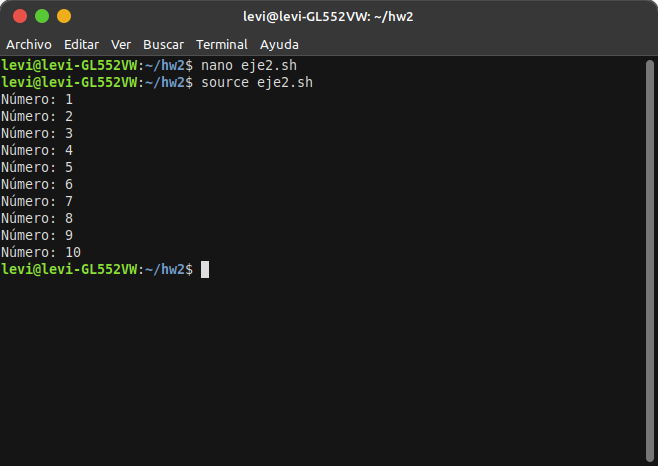 levi@levi-GL552VW: ~/hw2
Archivo Editar Ver Buscar Terminal Ayuda
levi@levi-GL552VW:~/hw2$ nano eje2.sh
levi@levi-GL552VW:~/hw2$ source eje2.sh
Número: 1
Número: 2
Número: 3
Número: 4
Número: 5
Número: 6
Número: 7
Número: 8
Número: 9
Número: 10
levi@levi-GL552VW:~/hw2$